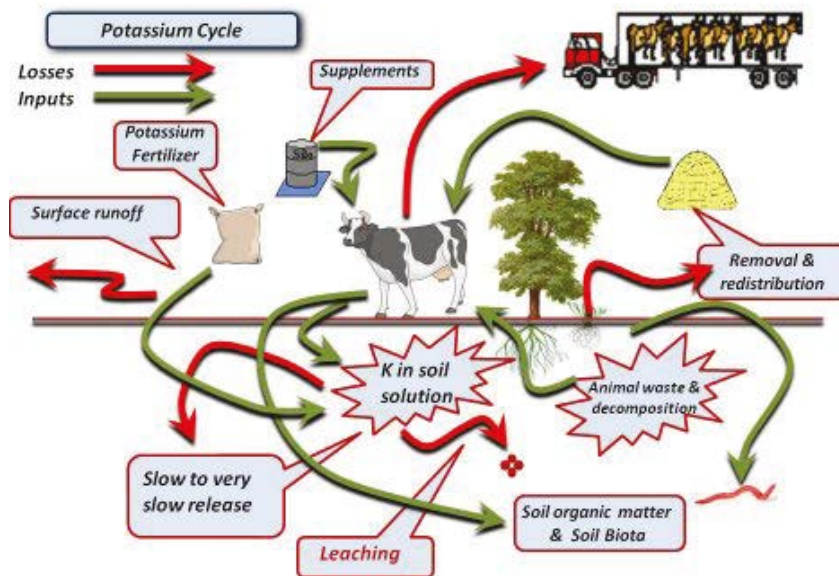 Potassium Cycle
Losses
Inputs
Supplements
Potassium
Fertilizer
Surface runoff
Removal &
redistribution
K in soil
solution
Animal waste &
decomposition
Slow to very
slow release
Leaching
Soil organic matter
& Soil Biota